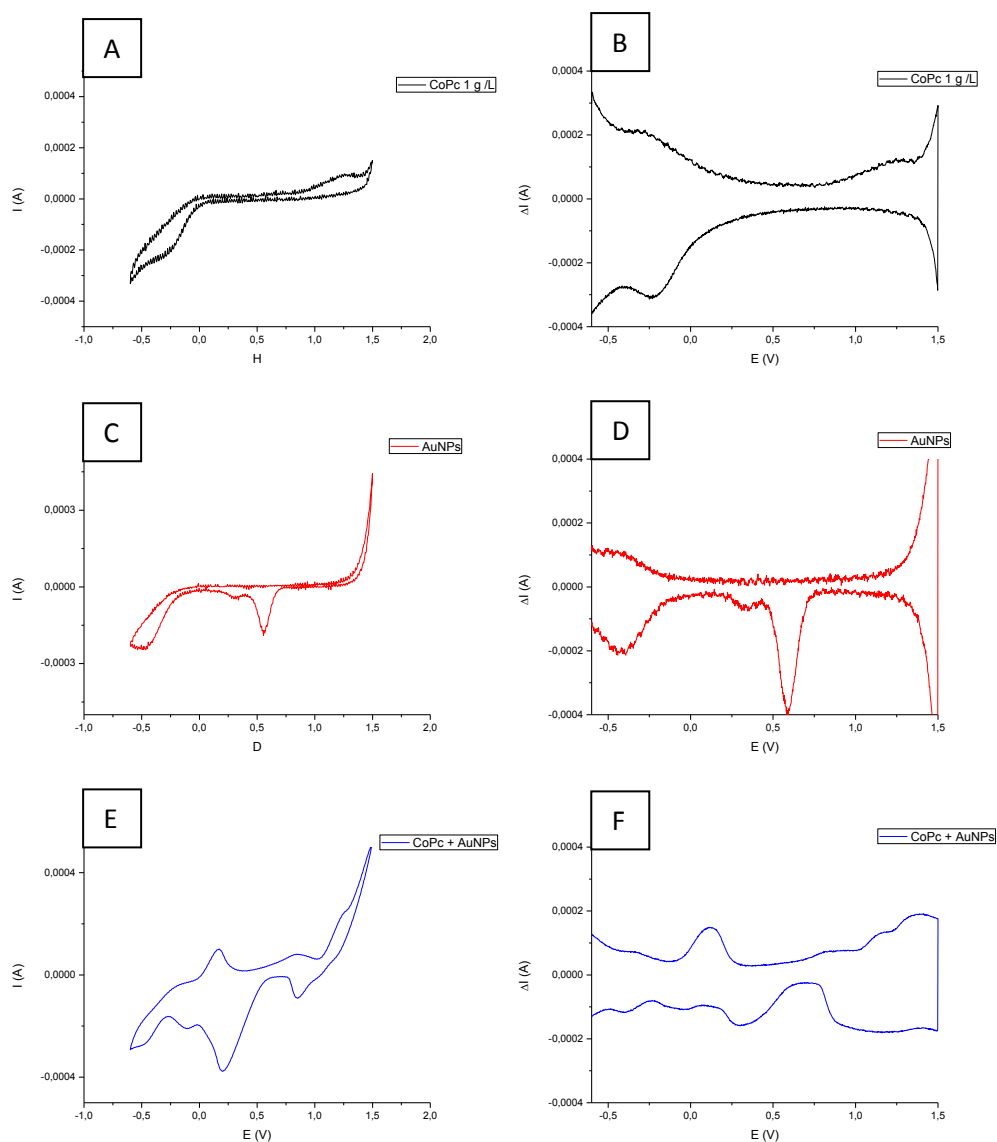 A
CoPc 1 g /L
0,0004
0,0002
0,0000
-0,0002
-0,0004
I (A)
-1,0 -0,5 0,0 0,5 1,0 1,5 2,0
H
B
CoPc 1 g /L
0,0004
0,0002
0,0000
-0,0002
-0,0004
ΔI (A)
-0,5 0,0 0,5 1,0 1,5
E (V)
C
AuNPs
0,0003
0,0000
-0,0003
I (A)
-1,0 -0,5 0,0 0,5 1,0 1,5 2,0
D
D
AuNPs
0,0004
0,0002
0,0000
-0,0002
-0,0004
ΔI (A)
-0,5 0,0 0,5 1,0 1,5
E (V)
E
CoPc + AuNPs
0,0004
0,0000
-0,0004
I (A)
-1,0 -0,5 0,0 0,5 1,0 1,5 2,0
E (V)
F
CoPc + AuNPs
0,0004
0,0002
0,0000
-0,0002
-0,0004
ΔI (A)
-0,5 0,0 0,5 1,0 1,5
E (V)